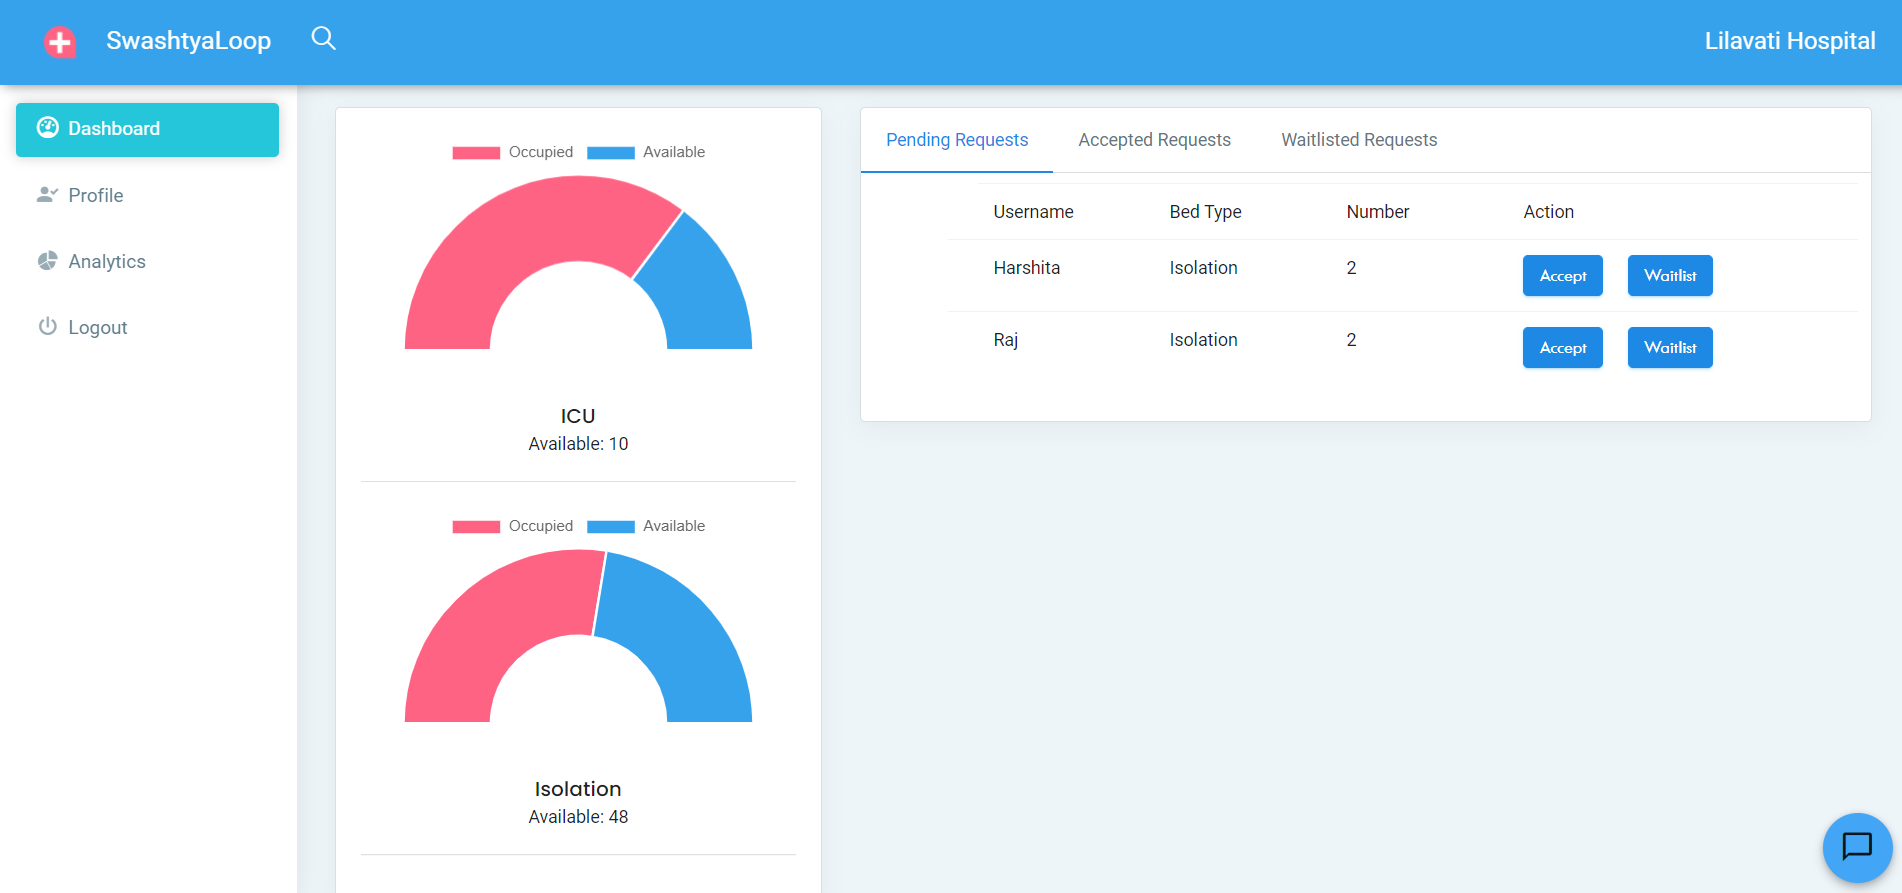 SwashtyaLoop
Lilavati Hospital
Dashboard
Profile
Analytics
Logout
Occupied Available
ICU
Available: 10
Occupied Available
Isolation
Available: 48
Pending Requests Accepted Requests Waitlisted Requests
Username Bed Type Number Action
Harshita Isolation 2 Accept Waitlist
Raj Isolation 2 Accept Waitlist